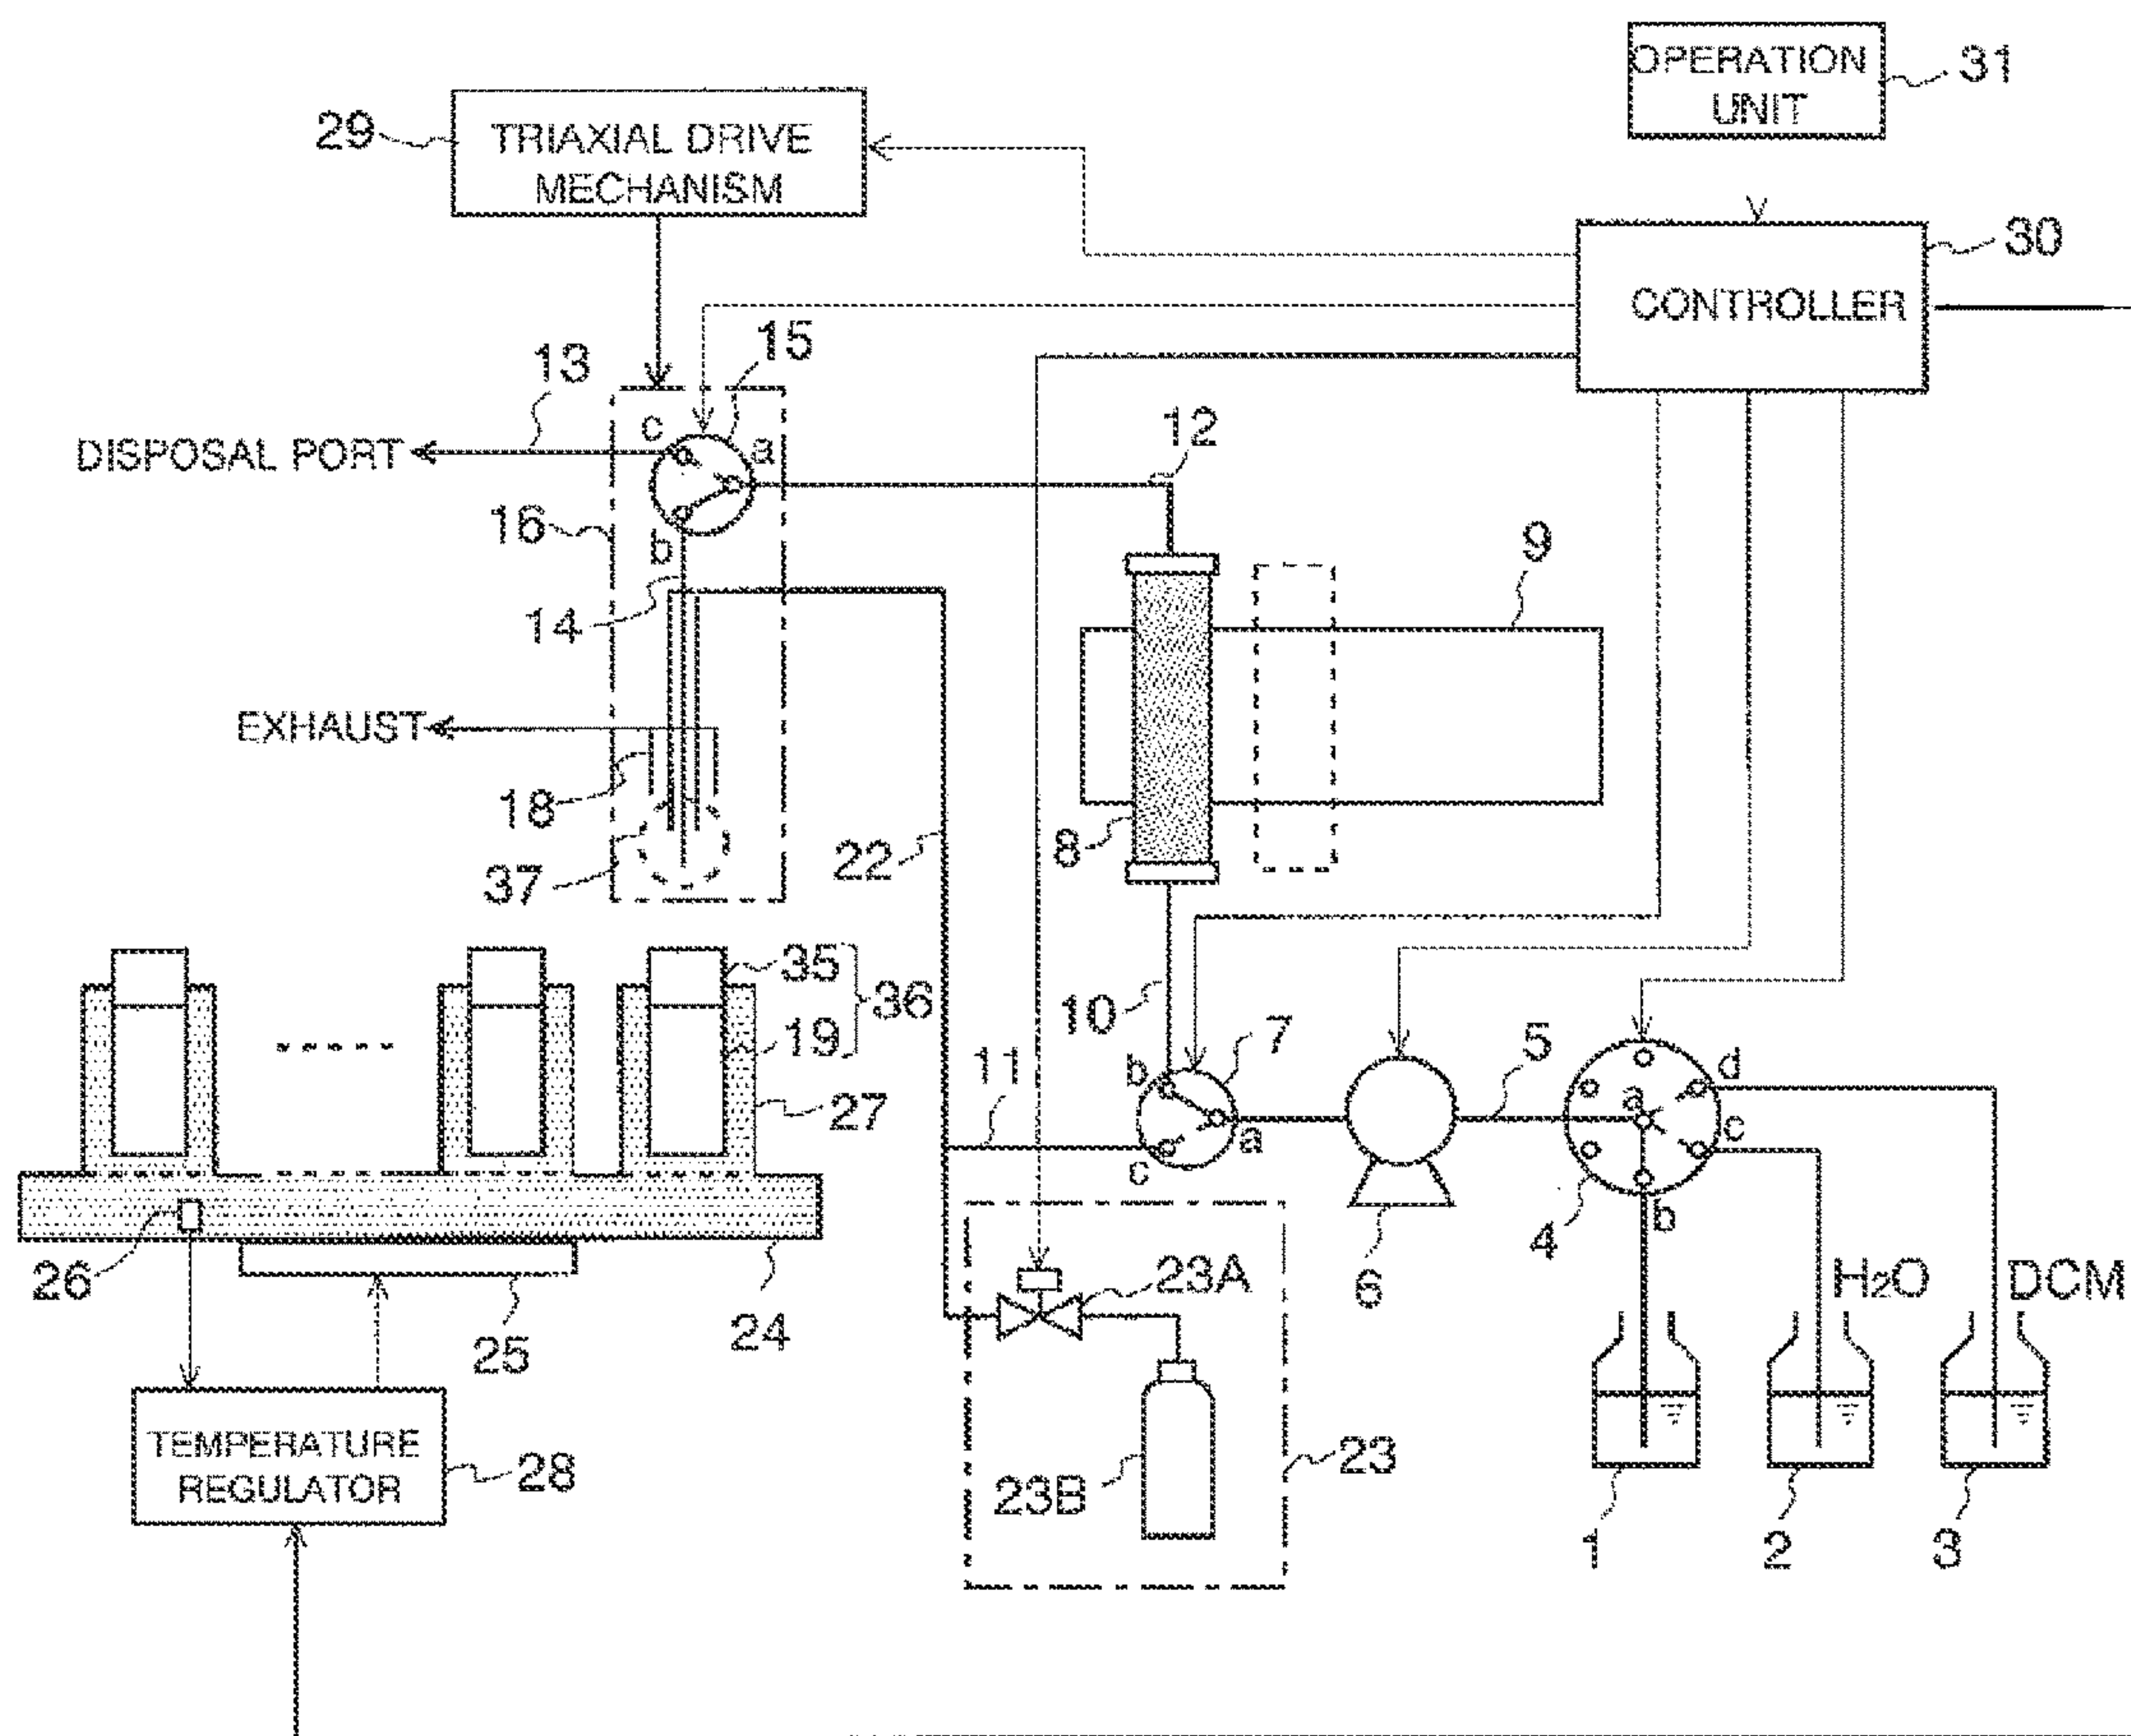 OPERATION
UNIT
31
29
TRIAXIAL DRIVE
MECHANISM
30
CONTROLLER
13
15
12
c
a
DISPOSAL PORT
16
b
9
14
EXHAUST
18
8
22
37
35
36
19
10
7
5
d
11
b
a
27
a
c
c
4
b
26
23A
6
H2O
DCM
25
24
TEMPERATURE
REGULATOR
28
23
23B
1
2
3